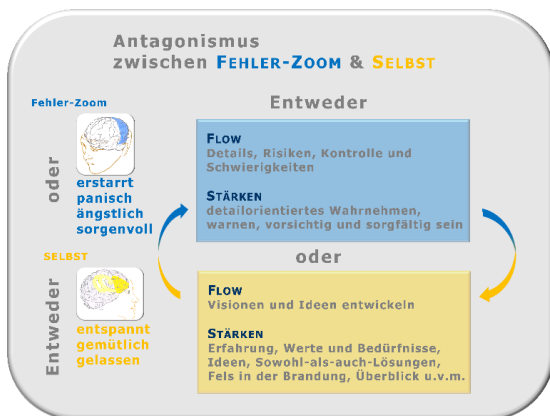 Antagonismus
zwischen FEHLER-ZOOM & SELBST
Entweder
Fehler-Zoom
oder
erstarrt
panisch
ängstlich
sorgenvoll
FLOW
Details, Risiken, Kontrolle und
Schwierigkeiten
STÄRKEN
detailorientiertes Wahrnehmen,
warnen, vorsichtig und sorgfältig sein
oder
SELBST
Entweder
entspannt
gemütlich
gelassen
FLOW
Visionen und Ideen entwickeln
STÄRKEN
Erfahrung, Werte und Bedürfnisse,
Ideen, Sowohl-als-auch-Lösungen,
Fels in der Brandung, Überblick u.v.m.